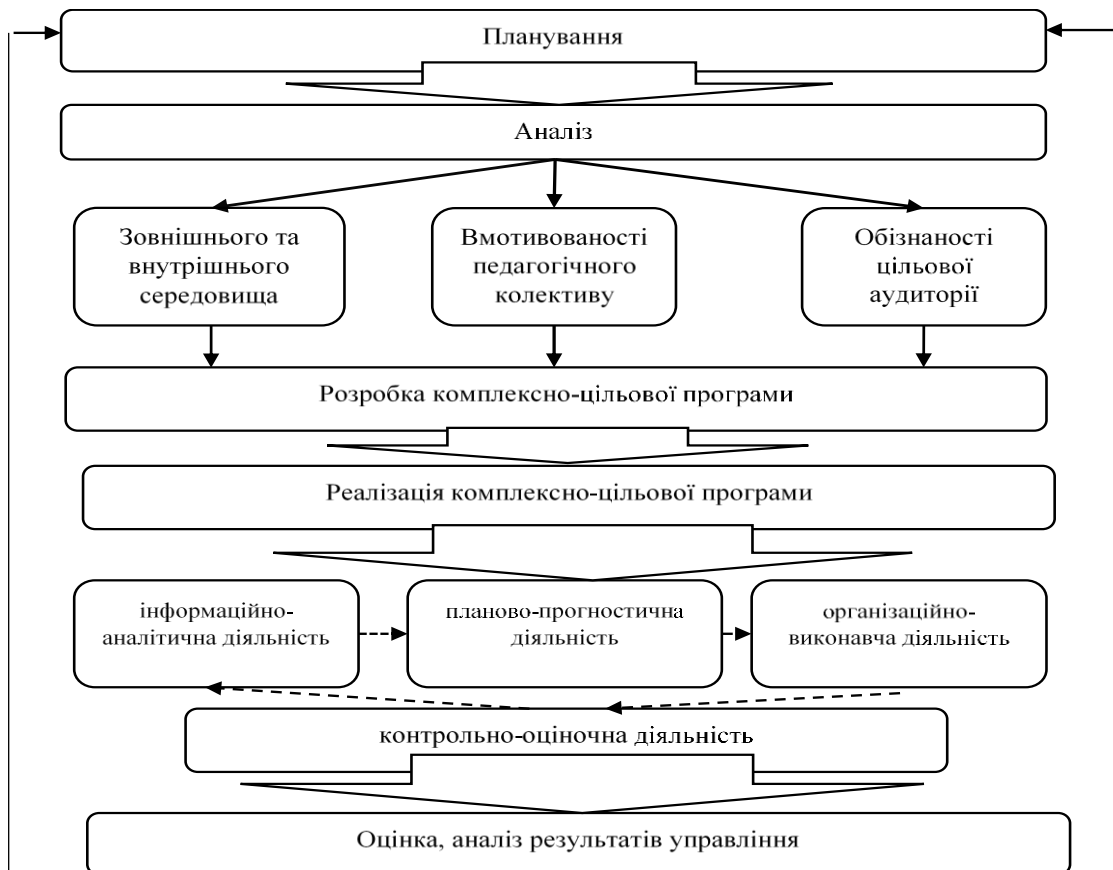 Планування
Аналіз
Зовнішнього та
внутрішнього
середовища
Вмотивованості
педагогічного
колективу
Обізнаності
цільової
аудиторії
Розробка комплексно-цільової програми
Реалізація комплексно-цільової програми
інформаційно-
аналітична діяльність
планово-прогностична
діяльність
організаційно-
виконавча діяльність
контрольно-оціночна діяльність
Оцінка, аналіз результатів управління